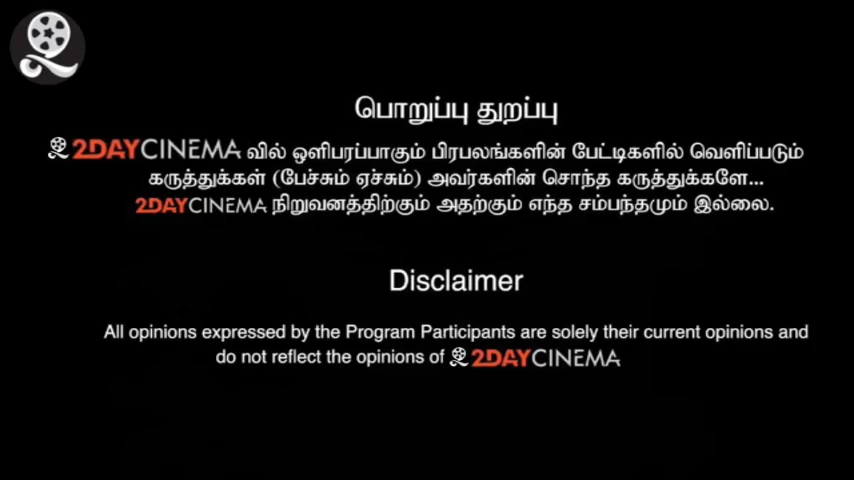 பொறுப்பு துறப்பு
2DAYCINEMA வில் ஒளிபரப்பாகும் பிரபலங்களின் பேட்டிகளில் வெளிப்படும்
கருத்துக்கள் (பேச்சும் ஏச்சும்) அவர்களின் சொந்த கருத்துக்களே...
2DAYCINEMA நிறுவனத்திற்கும் அதற்கும் எந்த சம்பந்தமும் இல்லை.
Disclaimer
All opinions expressed by the Program Participants are solely their current opinions and
do not reflect the opinions of 2DAYCINEMA